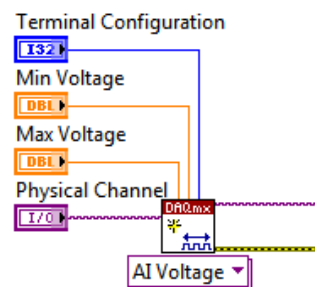 Terminal Configuration
I32
Min Voltage
DBL
Max Voltage
DBL
Physical Channel
I/O
DAQmx
AI Voltage